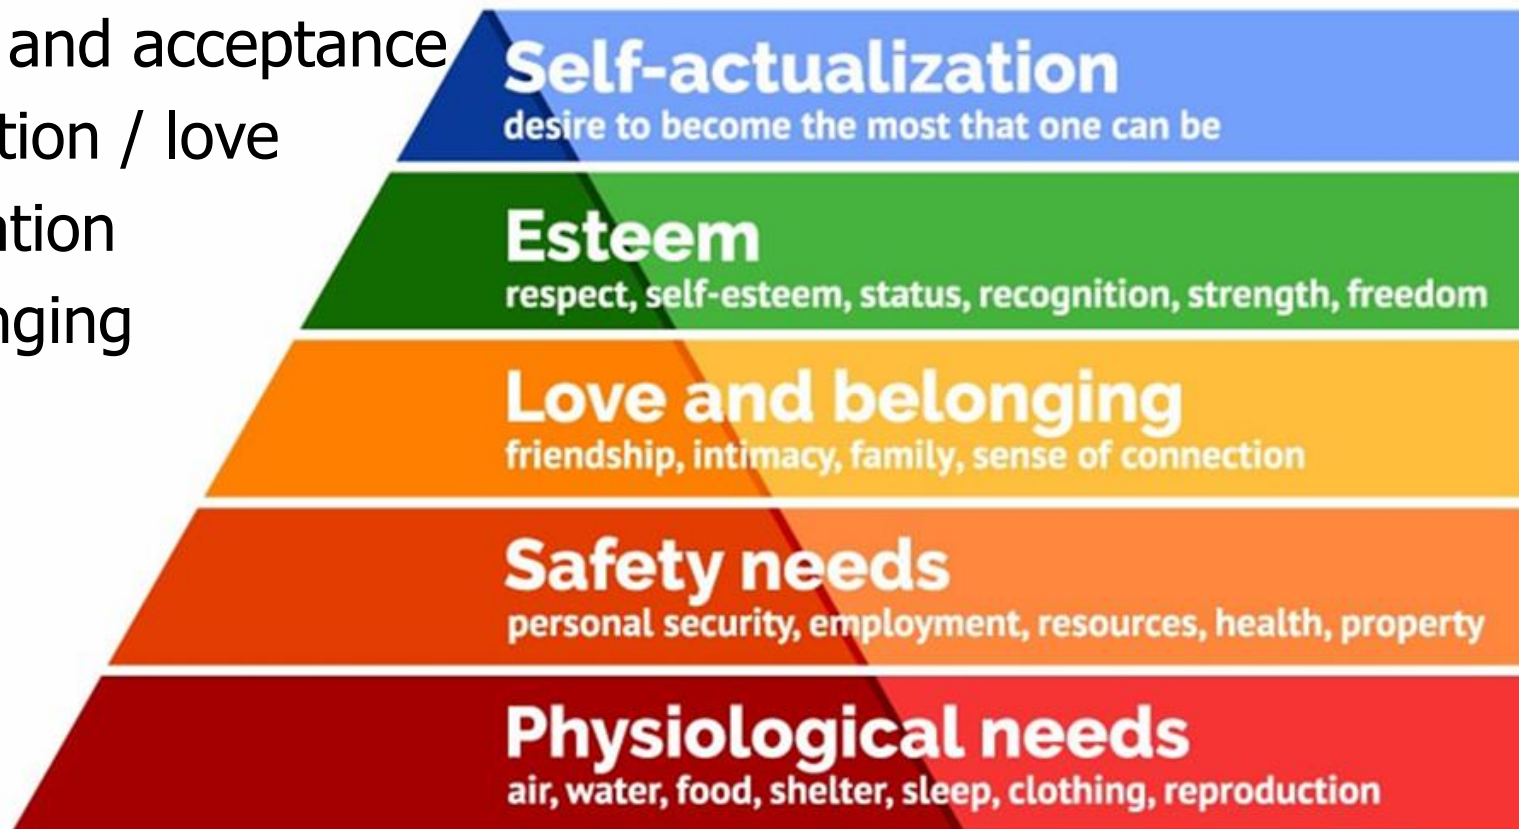 and acceptance
tion / love
tion
nging
Self-actualization
desire to become the most that one can be
Esteem
respect, self-esteem, status, recognition, strength, freedom
Love and belonging
friendship, intimacy, family, sense of connection
Safety needs
personal security, employment, resources, health, property
Physiological needs
air, water, food, shelter, sleep, clothing, reproduction